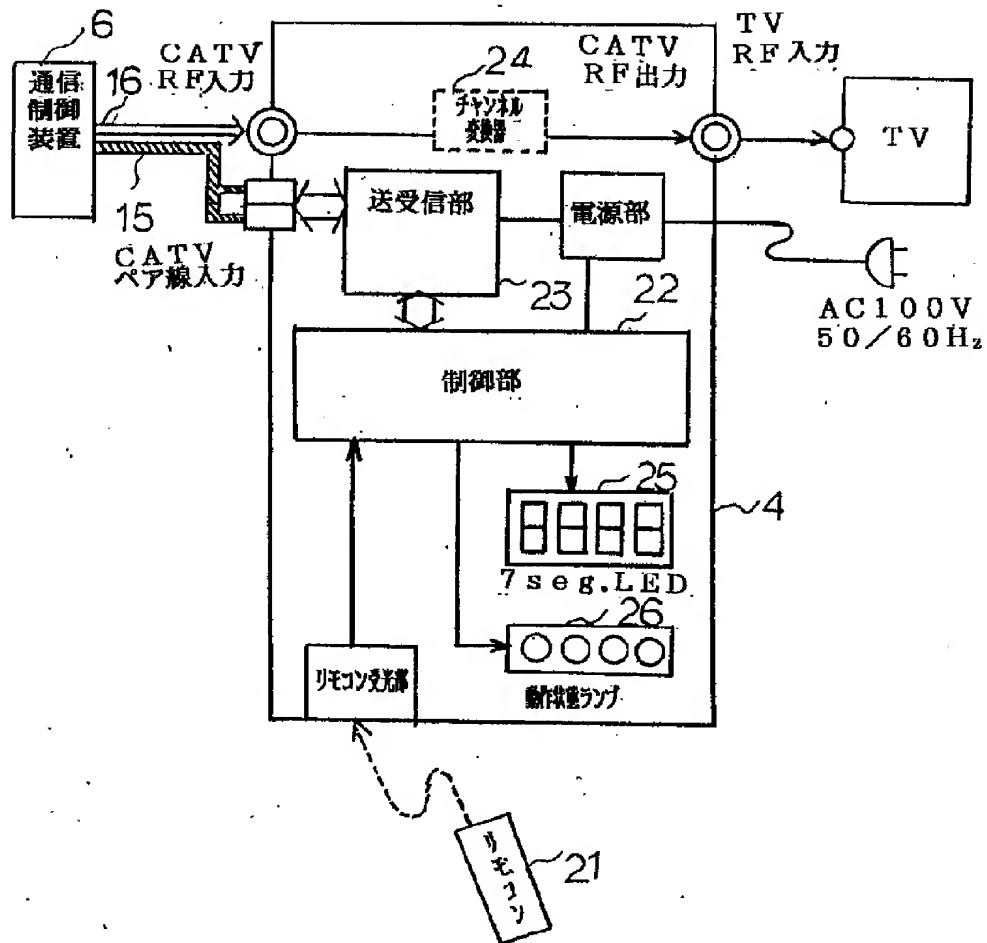 6
通信
制御
装置
16
CATV
RF入力
15
CATV
ペア線入力
24
チャンネル
変換器
CATV
RF出力
TV
RF入力
TV
送受信部
23
電源部
22
AC100V
50/60Hz
制御部
25
7seg.LED
26
動作状態ランプ
4
リモコン受光部
リモコン
21